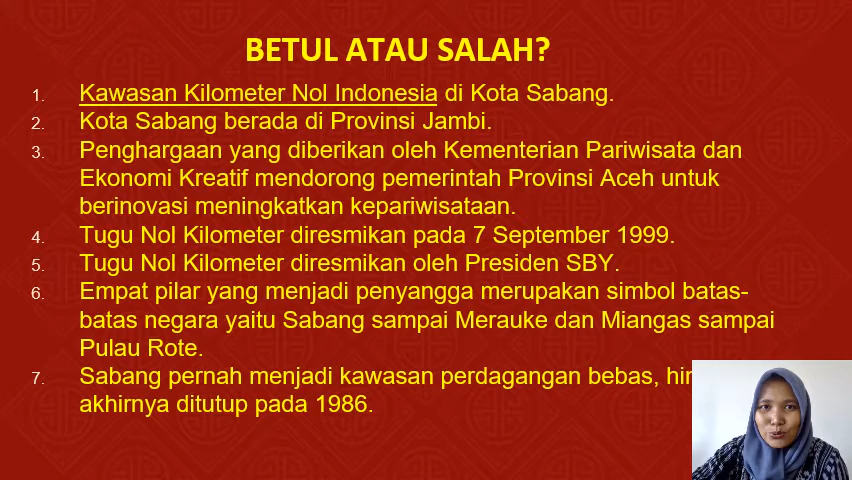 BETUL ATAU SALAH?
1. Kawasan Kilometer Nol Indonesia di Kota Sabang.
2. Kota Sabang berada di Provinsi Jambi.
3. Penghargaan yang diberikan oleh Kementerian Pariwisata dan
Ekonomi Kreatif mendorong pemerintah Provinsi Aceh untuk
berinovasi meningkatkan kepariwisataan.
4. Tugu Nol Kilometer diresmikan pada 7 September 1999.
5. Tugu Nol Kilometer diresmikan oleh Presiden SBY.
6. Empat pilar yang menjadi penyangga merupakan simbol batas-
batas negara yaitu Sabang sampai Merauke dan Miangas sampai
Pulau Rote.
7. Sabang pernah menjadi kawasan perdagangan bebas,
akhirnya ditutup pada 1986.